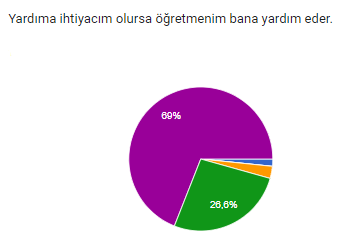 Yardıma ihtiyacım olursa öğretmenim bana yardım eder.
69%
26,6%